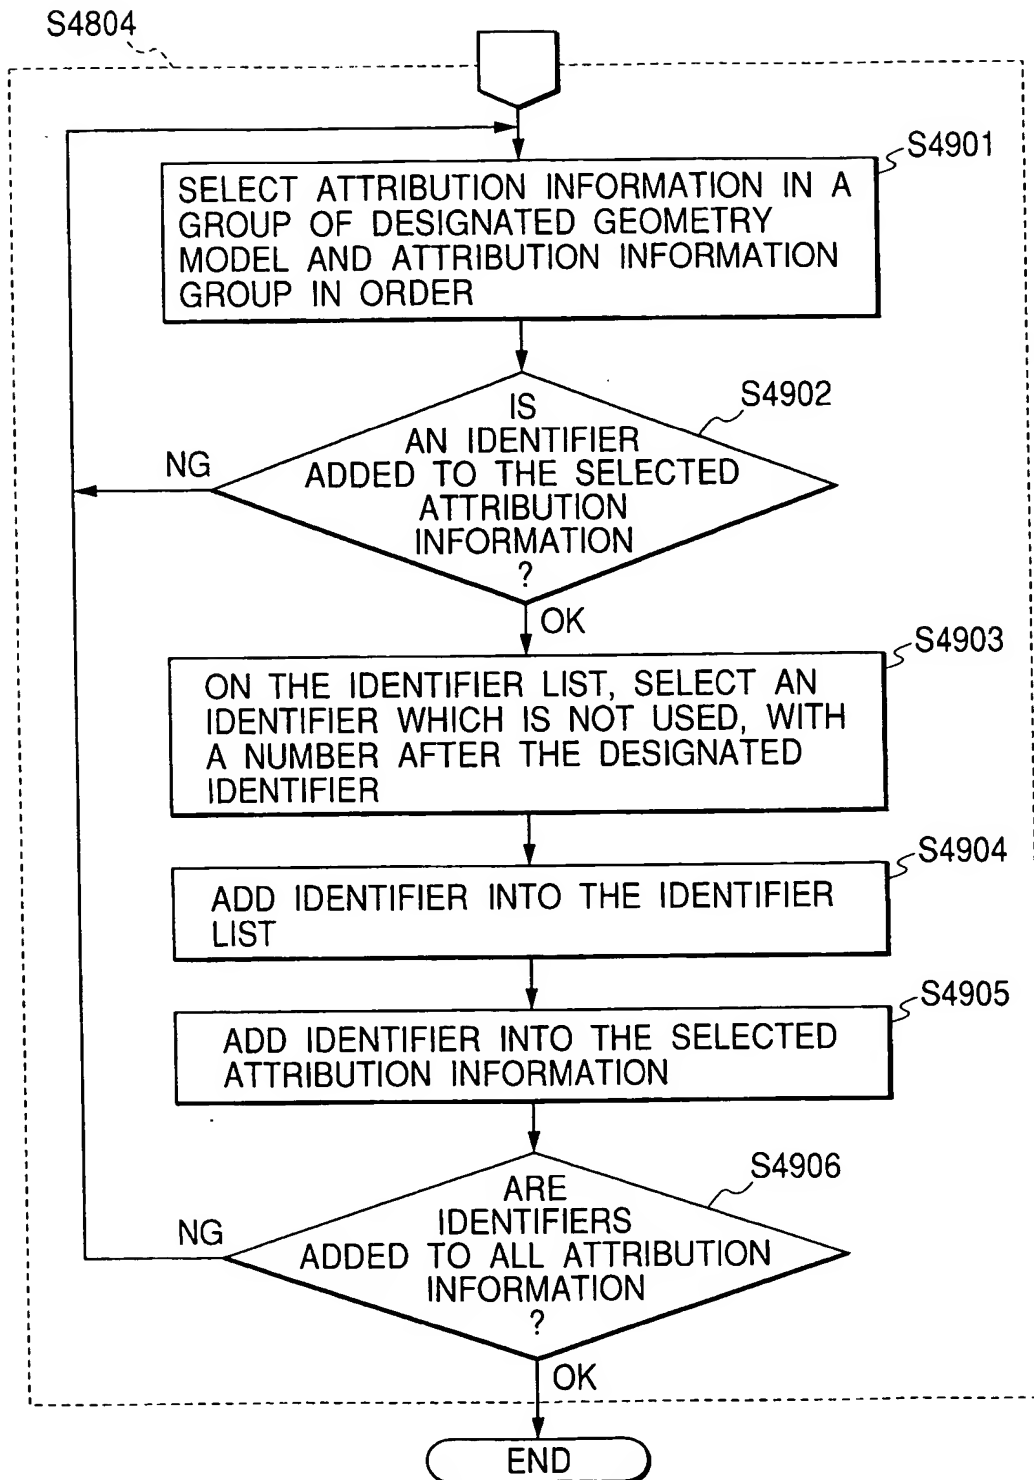 S4804
S4901
SELECT ATTRIBUTION INFORMATION IN A
GROUP OF DESIGNATED GEOMETRY
MODEL AND ATTRIBUTION INFORMATION
GROUP IN ORDER
S4902
IS
AN IDENTIFIER
ADDED TO THE SELECTED
ATTRIBUTION
INFORMATION
?
NG
OK
S4903
ON THE IDENTIFIER LIST, SELECT AN
IDENTIFIER WHICH IS NOT USED, WITH
A NUMBER AFTER THE DESIGNATED
IDENTIFIER
S4904
ADD IDENTIFIER INTO THE IDENTIFIER
LIST
S4905
ADD IDENTIFIER INTO THE SELECTED
ATTRIBUTION INFORMATION
S4906
ARE
IDENTIFIERS
ADDED TO ALL ATTRIBUTION
INFORMATION
?
NG
OK
END